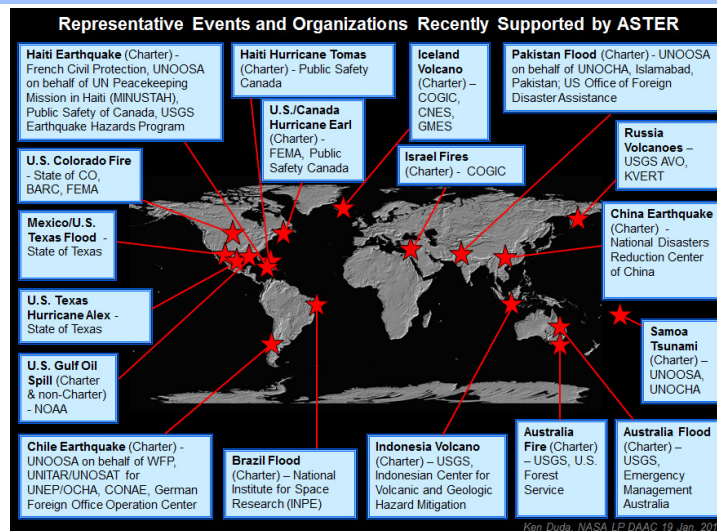 Representative Events and Organizations Recently Supported by ASTER
Haiti Earthquake (Charter) -
French Civil Protection, UNOOSA
on behalf of UN Peacekeeping
Mission in Haiti (MINUSTAH),
Public Safety of Canada, USGS
Earthquake Hazards Program
Haiti Hurricane Tomas
(Charter) - Public Safety
Canada
Iceland
Volcano
(Charter) –
COGIC,
CNES,
GMES
Pakistan Flood (Charter) - UNOOSA
on behalf of UNOCHA, Islamabad,
Pakistan; US Office of Foreign
Disaster Assistance
U.S./Canada
Hurricane Earl
(Charter) -
FEMA, Public
Safety Canada
Israel Fires
(Charter) - COGIC
Russia
Volcanoes –
USGS AVO,
KVERT
U.S. Colorado Fire
- State of CO,
BARC, FEMA
Mexico/U.S.
Texas Flood -
State of Texas
China Earthquake
(Charter) -
National Disasters
Reduction Center
of China
U.S. Texas
Hurricane Alex -
State of Texas
U.S. Gulf Oil
Spill (Charter
& non-Charter) -
NOAA
Samoa
Tsunami
(Charter) –
UNOOSA,
UNOCHA
Chile Earthquake (Charter) -
UNOOSA on behalf of WFP,
UNITAR/UNOSAT for
UNEP/OCHA, CONAE, German
Foreign Office Operation Center
Brazil Flood
(Charter) – National
Institute for Space
Research (INPE)
Indonesia Volcano
(Charter) – USGS,
Indonesian Center for
Volcanic and Geologic
Hazard Mitigation
Australia
Fire (Charter)
– USGS, U.S.
Forest
Service
Australia Flood
(Charter) –
USGS,
Emergency
Management
Australia
Ken Duda, NASA LP DAAC 19 Jan, 201